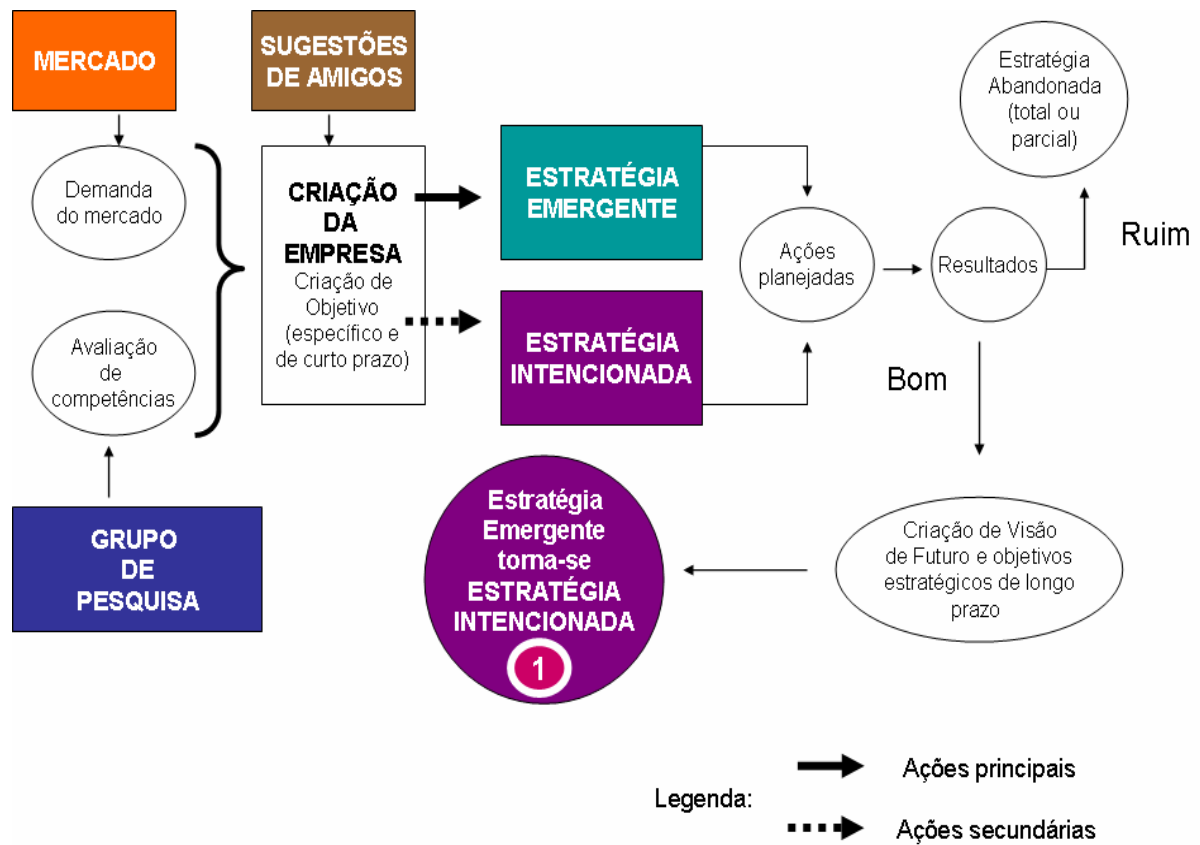 MERCADO
SUGESTÕES
DE AMIGOS
Estratégia
Abandonada
(total ou
parcial)
Demanda
do mercado
CRIAÇÃO
DA
EMPRESA
Criação de
Objetivo
(específico e
de curto prazo)
ESTRATÉGIA
EMERGENTE
Ações
planejadas
Resultados
Ruim
Avaliação
de
competências
ESTRATÉGIA
INTENCIONADA
Bom
GRUPO
DE
PESQUISA
Estratégia
Emergente
torna-se
ESTRATÉGIA
INTENCIONADA
1
Criação de Visão
de Futuro e objetivos
estratégicos de longo
prazo
Legenda:
Ações principais
Ações secundárias